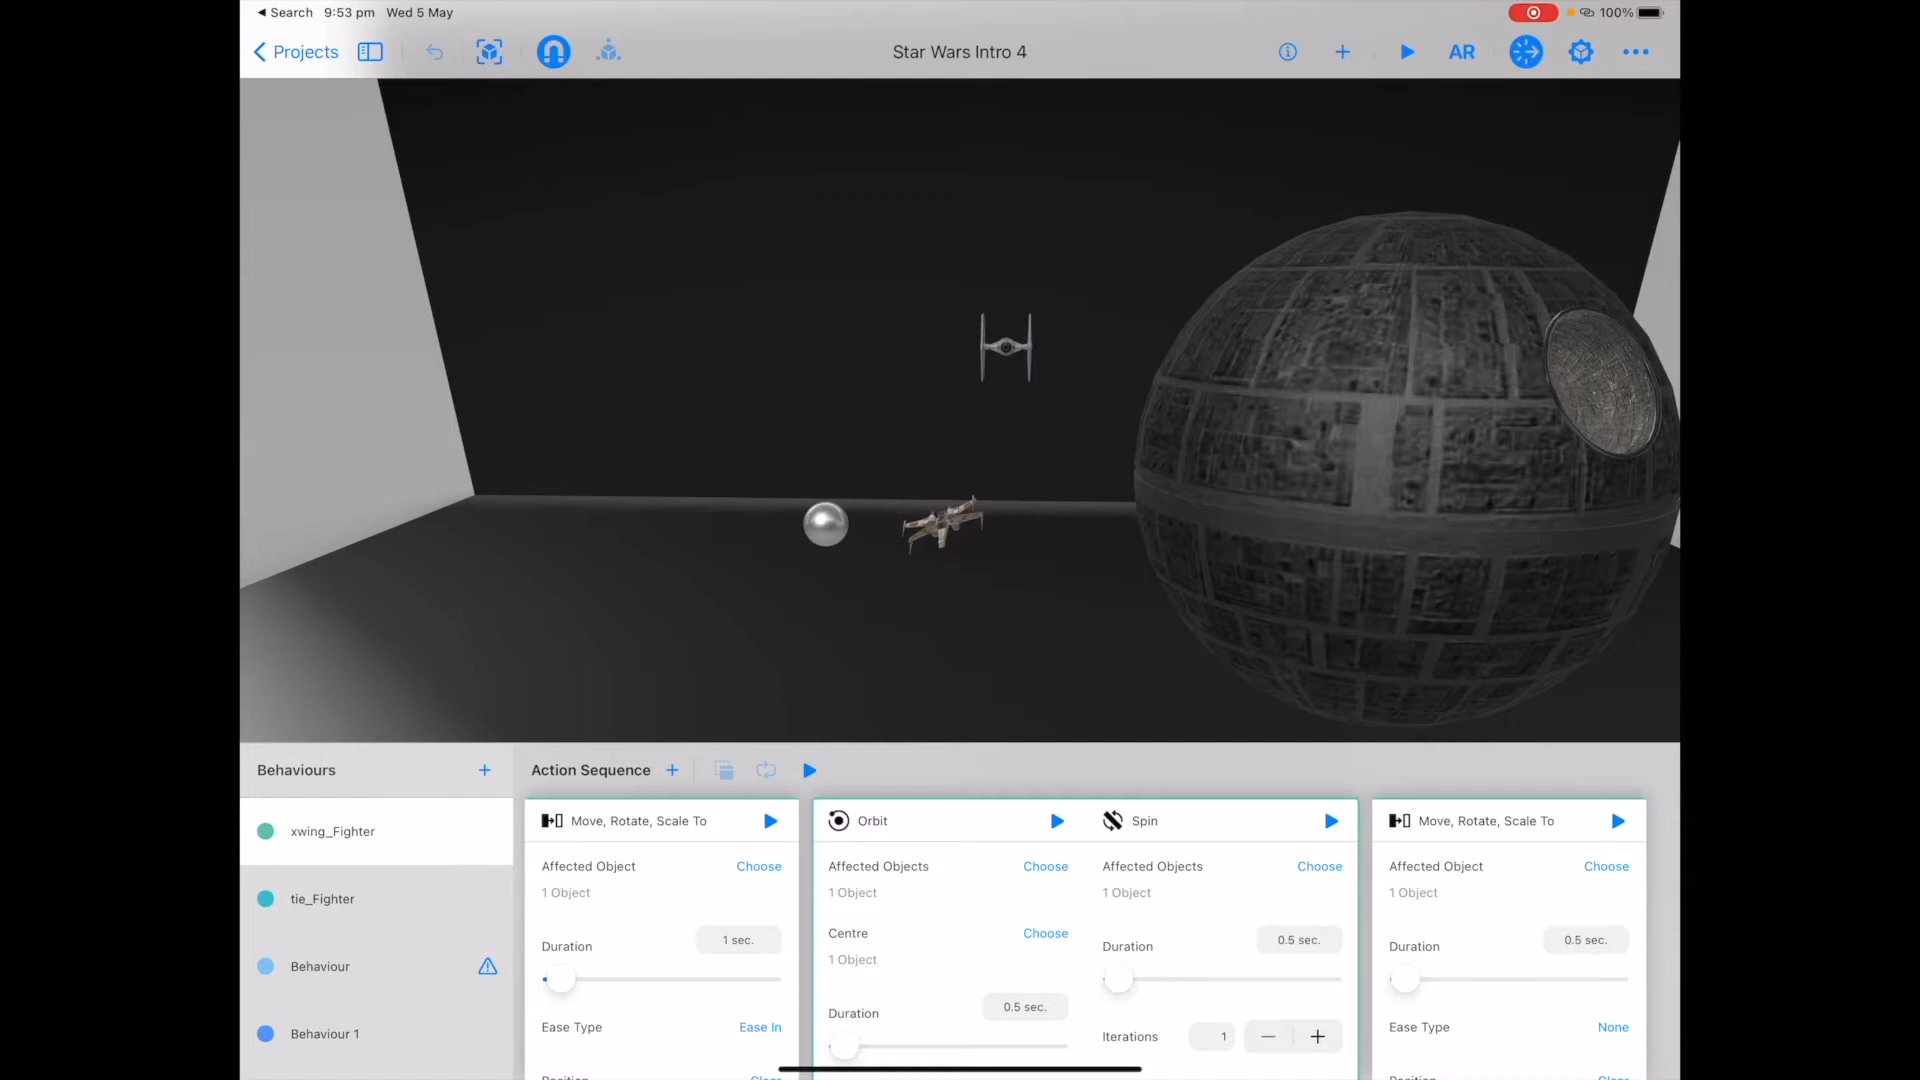 Search 9:53 pm Wed 5 May 100%
Projects Star Wars Intro 4 AR
Behaviours
xwing_Fighter
tie_Fighter
Behaviour
Behaviour 1
Action Sequence
Move, Rotate, Scale To
Affected Object Choose
1 Object
Duration 1 sec.
Ease Type Ease In
Orbit
Affected Objects Choose
1 Object
Centre Choose
1 Object
Duration 0.5 sec.
Spin
Affected Objects Choose
1 Object
Duration 0.5 sec.
Iterations 1
Move, Rotate, Scale To
Affected Object Choose
1 Object
Duration 0.5 sec.
Ease Type None